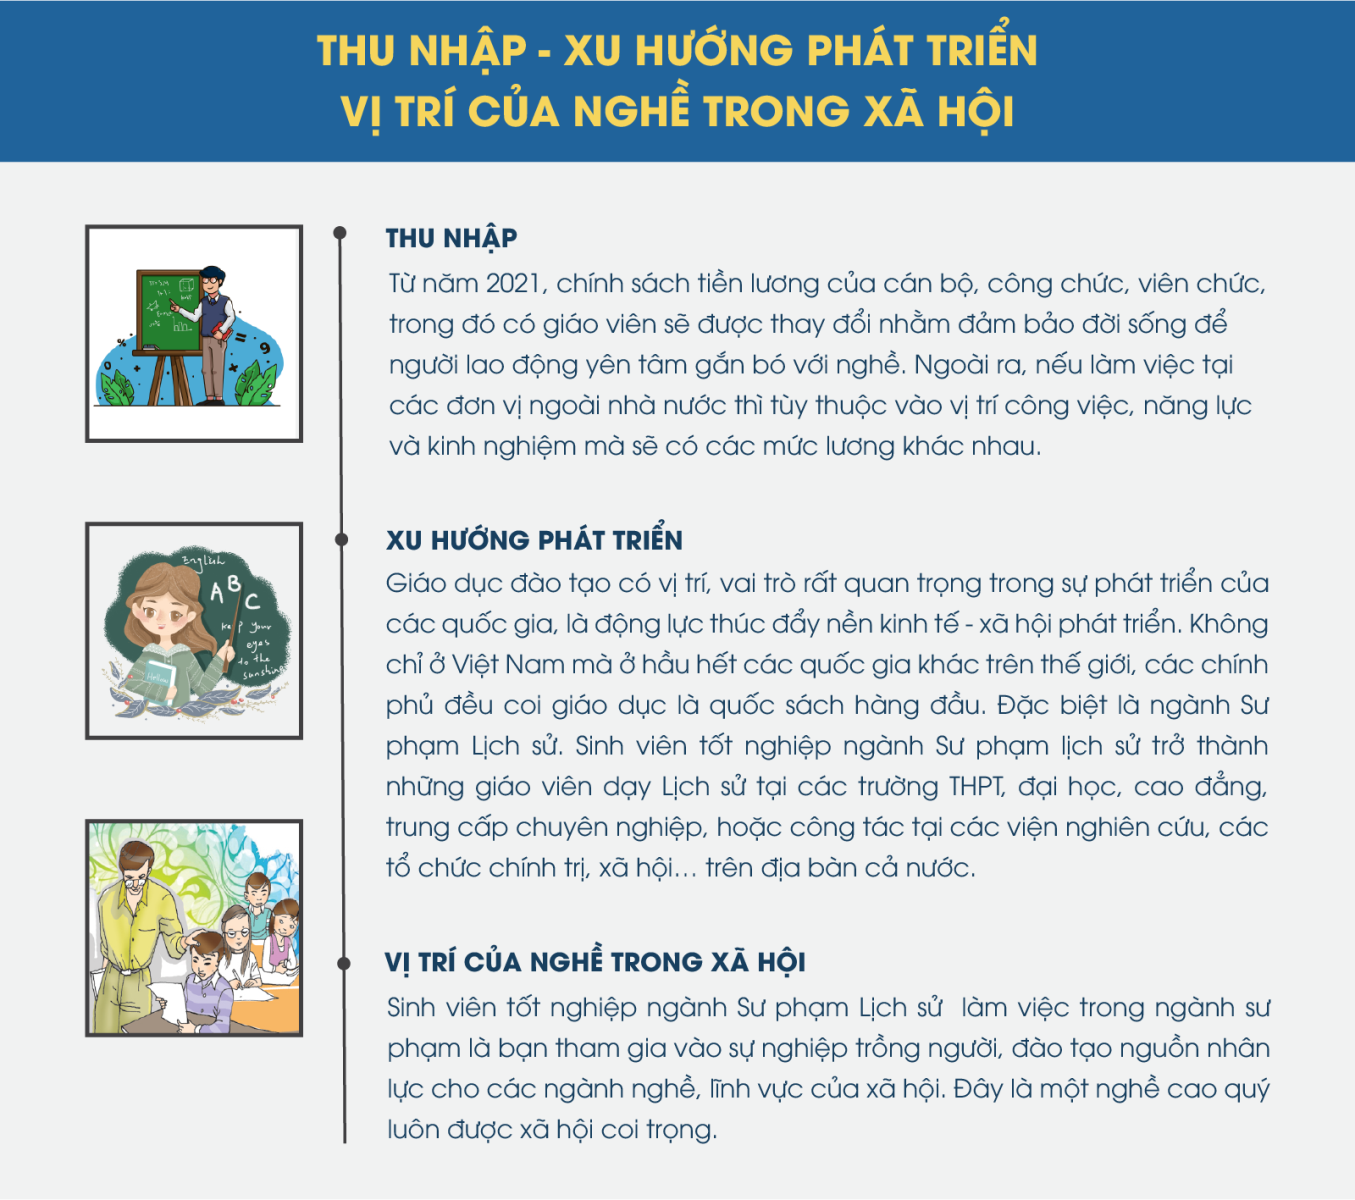 THU NHẬP - XU HƯỚNG PHÁT TRIỂN
VỊ TRÍ CỦA NGHỀ TRONG XÃ HỘI
THU NHẬP
Từ năm 2021, chính sách tiền lương của cán bộ, công chức, viên chức,
trong đó có giáo viên sẽ được thay đổi nhằm đảm bảo đời sống để
người lao động yên tâm gắn bó với nghề. Ngoài ra, nếu làm việc tại
các đơn vị ngoài nhà nước thì tùy thuộc vào vị trí công việc, năng lực
và kinh nghiệm mà sẽ có các mức lương khác nhau.
English
A B C
keep your
eyes
to the
sunshine
XU HƯỚNG PHÁT TRIỂN
Giáo dục đào tạo có vị trí, vai trò rất quan trọng trong sự phát triển của
các quốc gia, là động lực thúc đẩy nền kinh tế - xã hội phát triển. Không
chỉ ở Việt Nam mà ở hầu hết các quốc gia khác trên thế giới, các chính
phủ đều coi giáo dục là quốc sách hàng đầu. Đặc biệt là ngành Sư
phạm Lịch sử. Sinh viên tốt nghiệp ngành Sư phạm lịch sử trở thành
những giáo viên dạy Lịch sử tại các trường THPT, đại học, cao đẳng,
trung cấp chuyên nghiệp, hoặc công tác tại các viện nghiên cứu, các
tổ chức chính trị, xã hội... trên địa bàn cả nước.
VỊ TRÍ CỦA NGHỀ TRONG XÃ HỘI
Sinh viên tốt nghiệp ngành Sư phạm Lịch sử làm việc trong ngành sư
phạm là bạn tham gia vào sự nghiệp trồng người, đào tạo nguồn nhân
lực cho các ngành nghề, lĩnh vực của xã hội. Đây là một nghề cao quý
luôn được xã hội coi trọng.